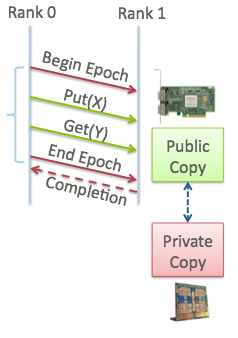 Rank 0
Rank 1
Begin Epoch
Put(X)
Get(Y)
End Epoch
Completion
Public
Copy
Private
Copy